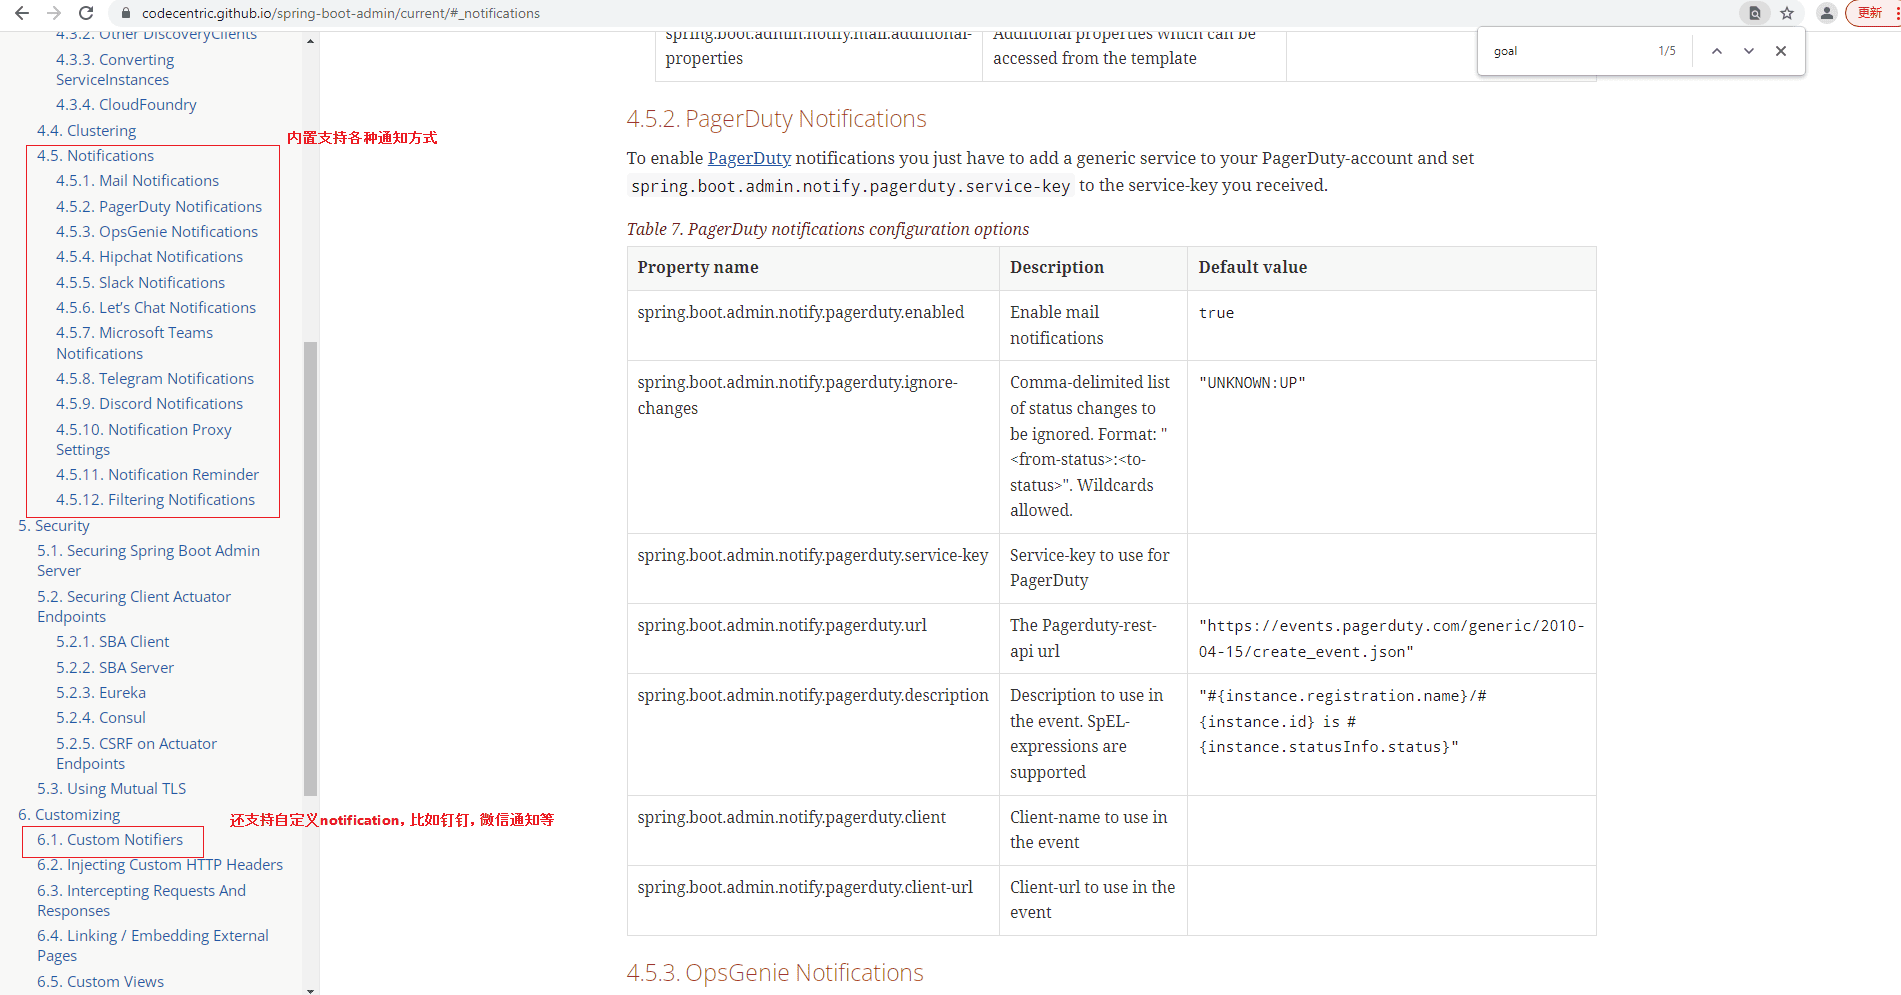 codecentric.github.io/spring-boot-admin/current/#_notifications
更新
goal
1/5
4.3.2. Other DiscoveryClients
4.3.3. Converting
ServiceInstances
4.3.4. CloudFoundry
4.4. Clustering
内置支持各种通知方式
4.5. Notifications
4.5.1. Mail Notifications
4.5.2. PagerDuty Notifications
4.5.3. OpsGenie Notifications
4.5.4. Hipchat Notifications
4.5.5. Slack Notifications
4.5.6. Let’s Chat Notifications
4.5.7. Microsoft Teams
Notifications
4.5.8. Telegram Notifications
4.5.9. Discord Notifications
4.5.10. Notification Proxy
Settings
4.5.11. Notification Reminder
4.5.12. Filtering Notifications
5. Security
5.1. Securing Spring Boot Admin
Server
5.2. Securing Client Actuator
Endpoints
5.2.1. SBA Client
5.2.2. SBA Server
5.2.3. Eureka
5.2.4. Consul
5.2.5. CSRF on Actuator
Endpoints
5.3. Using Mutual TLS
6. Customizing
还支持自定义notification, 比如钉钉, 微信通知等
6.1. Custom Notifiers
6.2. Injecting Custom HTTP Headers
6.3. Intercepting Requests And
Responses
6.4. Linking / Embedding External
Pages
6.5. Custom Views
spring.boot.admin.notify.mail.additional-
properties
Additional properties which can be
accessed from the template
4.5.2. PagerDuty Notifications
To enable PagerDuty notifications you just have to add a generic service to your PagerDuty-account and set
spring.boot.admin.notify.pagerduty.service-key to the service-key you received.
Table 7. PagerDuty notifications configuration options
Property name Description Default value
spring.boot.admin.notify.pagerduty.enabled
Enable mail
notifications
true
spring.boot.admin.notify.pagerduty.ignore-
changes
Comma-delimited list
of status changes to
be ignored. Format: "
<from-status>:<to-
status>". Wildcards
allowed.
"UNKNOWN:UP"
spring.boot.admin.notify.pagerduty.service-key
Service-key to use for
PagerDuty
spring.boot.admin.notify.pagerduty.url
The Pagerduty-rest-
api url
"https://events.pagerduty.com/generic/2010-
04-15/create_event.json"
spring.boot.admin.notify.pagerduty.description
Description to use in
the event. SpEL-
expressions are
supported
"#{instance.registration.name}/#
{instance.id} is #
{instance.statusInfo.status}"
spring.boot.admin.notify.pagerduty.client
Client-name to use in
the event
spring.boot.admin.notify.pagerduty.client-url
Client-url to use in the
event
4.5.3. OpsGenie Notifications